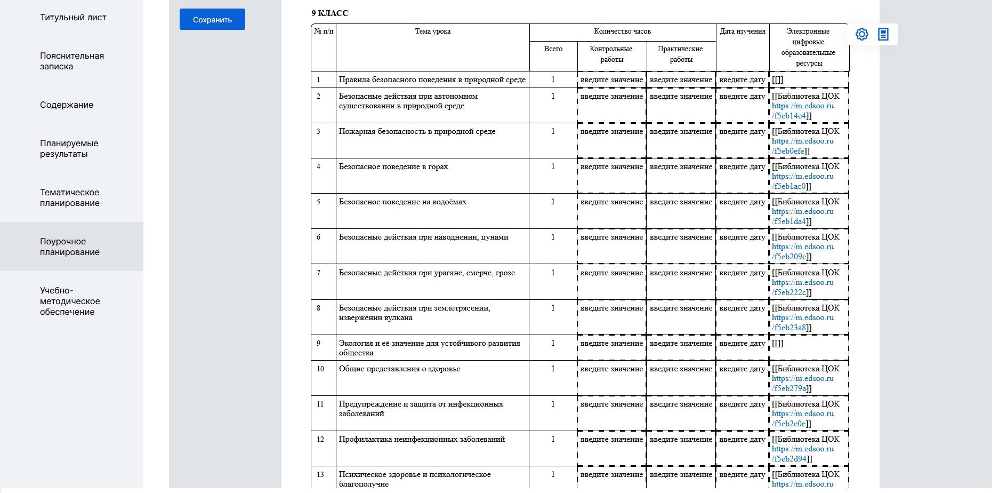 Титульный лист
Пояснительная
записка
Содержание
Планируемые
результаты
Тематическое
планирование
Поурочное
планирование
Учебно-
методическое
обеспечение
Сохранить
9 КЛАСС
№ п/п Тема урока Количество часов Дата изучения Электронные
цифровые
образовательные
ресурсы
Всего Контрольные
работы Практические
работы
1 Правила безопасного поведения в природной среде 1 введите значение введите значение введите дату [[]]
2 Безопасные действия при автономном 1 введите значение введите значение введите дату [[Библиотека ЦОК
существовании в природной среде https://m.edsoo.ru
/f5eb14e4]]
3 Пожарная безопасность в природной среде 1 введите значение введите значение введите дату [[Библиотека ЦОК
https://m.edsoo.ru
/f5eb0efe]]
4 Безопасное поведение в горах 1 введите значение введите значение введите дату [[Библиотека ЦОК
https://m.edsoo.ru
/f5eb1ac0]]
5 Безопасное поведение на водоёмах 1 введите значение введите значение введите дату [[Библиотека ЦОК
https://m.edsoo.ru
/f5eb1da4]]
6 Безопасные действия при наводнении, цунами 1 введите значение введите значение введите дату [[Библиотека ЦОК
https://m.edsoo.ru
/f5eb209c]]
7 Безопасные действия при урагане, смерче, грозе 1 введите значение введите значение введите дату [[Библиотека ЦОК
https://m.edsoo.ru
/f5eb222c]]
8 Безопасные действия при землетрясении, 1 введите значение введите значение введите дату [[Библиотека ЦОК
извержении вулкана https://m.edsoo.ru
/f5eb23a8]]
9 Экология и её значение для устойчивого развития 1 введите значение введите значение введите дату [[]]
общества
10 Общие представления о здоровье 1 введите значение введите значение введите дату [[Библиотека ЦОК
https://m.edsoo.ru
/f5eb279a]]
11 Предупреждение и защита от инфекционных 1 введите значение введите значение введите дату [[Библиотека ЦОК
заболеваний https://m.edsoo.ru
/f5eb2c0e]]
12 Профилактика неинфекционных заболеваний 1 введите значение введите значение введите дату [[Библиотека ЦОК
https://m.edsoo.ru
/f5eb2d94]]
13 Психическое здоровье и психологическое 1 введите значение введите значение введите дату [[Библиотека ЦОК
благополучие https://m.edsoo.ru